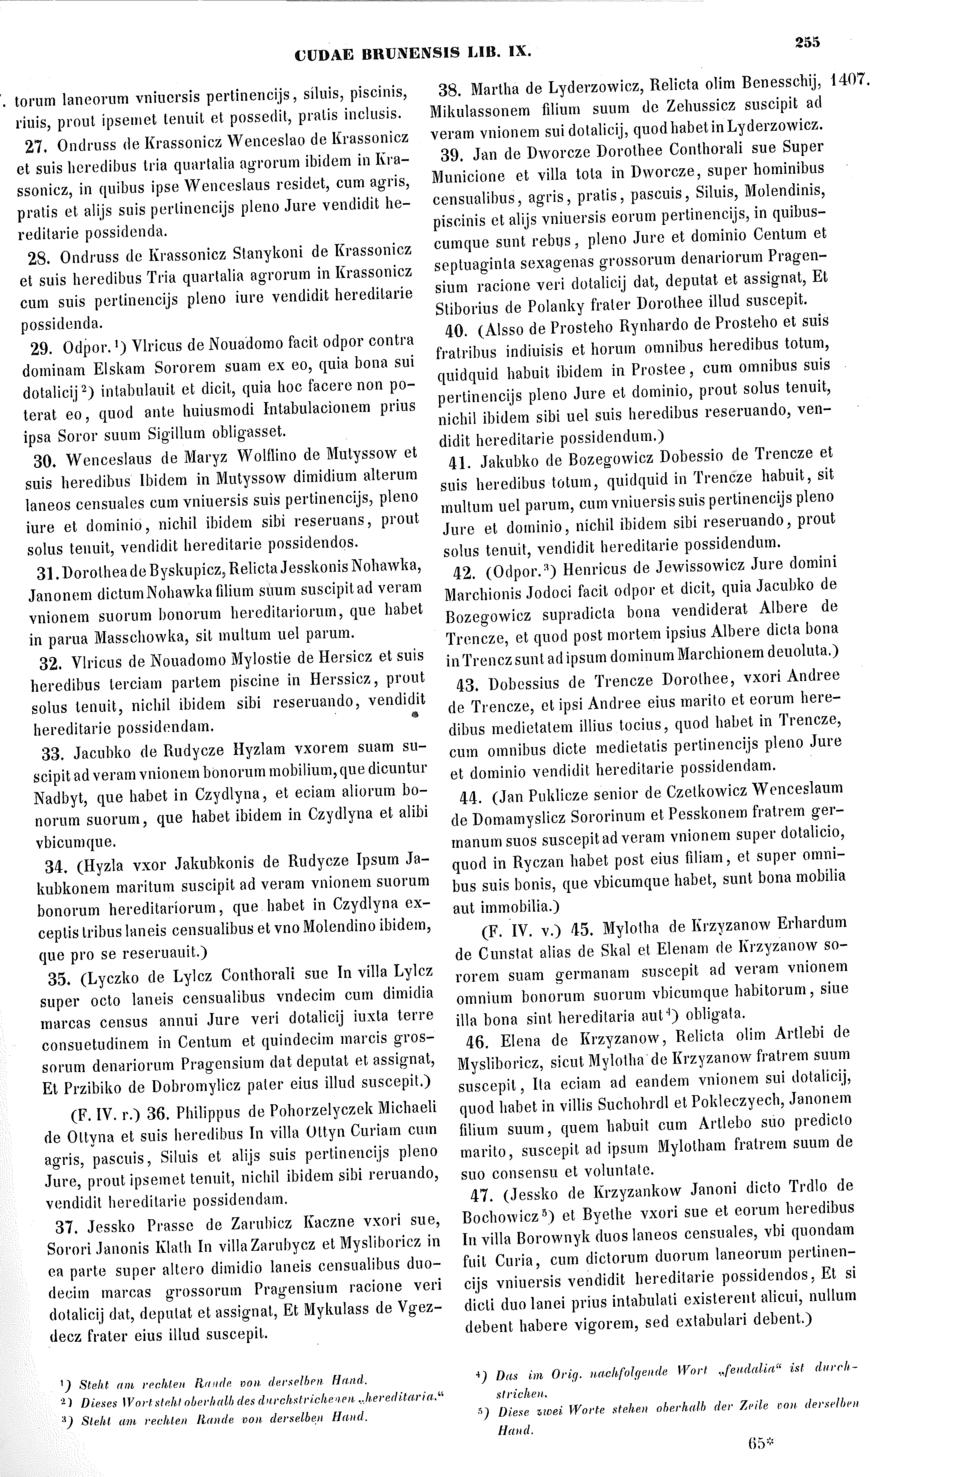 CUDAE BRUNENSIS LIB. IX.
255
torum laneorum vniuersis pertinencijs, siluis, piscinis,
riuis, prout ipsemet tenuit et possedit, pratis inclusis.
27. Ondruss de Krassonicz Wenceslao de Krassonicz
et suis heredibus tria quartalia agrorum ibidem in Kra-
ssonicz, in quibus ipse Wenceslaus residet, cum agris,
pratis et alijs suis pertinencijs pleno Jure vendidit he-
reditarie possidenda.
28. Ondruss de Krassonicz Stanykoni de Krassonicz
et suis heredibus Tria quartalia agrorum in Krassonicz
cum suis pertinencijs pleno iure vendidit hereditarie
possidenda.
29. Odpor.¹) Vlricus de Nouadomo facit odpor contra
dominam Elskam Sororem suam ex eo, quia bona sui
dotalicij²) intabulauit et dicit, quia hoc facere non po-
terat eo, quod ante huiusmodi Intabulacionem prius
ipsa Soror suum Sigillum obligasset.
30. Wenceslaus de Maryz Wolflino de Mutyssow et
suis heredibus Ibidem in Mutyssow dimidium alterum
laneos censuales cum vniuersis suis pertinencijs, pleno
iure et dominio, nichil ibidem sibi reseruans, prout
solus tenuit, vendidit hereditarie possidendos.
31. Dorothea de Byskupicz, Relicta Jesskonis Nohawka,
Janonem dictum Nohawka filium suum suscipit ad veram
vnionem suorum bonorum hereditariorum, que habet
in parua Masschowka, sit multum uel parum.
32. Vlricus de Nouadomo Mylostie de Hersicz et suis
heredibus terciam partem piscine in Herssicz, prout
solus tenuit, nichil ibidem sibi reseruando, vendidit
hereditarie possidendam.
33. Jacubko de Rudycze Hyzlam vxorem suam su-
scipit ad veram vnionem bonorum mobilium, que dicuntur
Nadbyt, que habet in Czydlyna, et eciam aliorum bo-
norum suorum, que habet ibidem in Czydlyna et alibi
vbicumque.
34. (Hyzla vxor Jakubkonis de Rudycze Ipsum Ja-
kubkonem maritum suscipit ad veram vnionem suorum
bonorum hereditariorum, que habet in Czydlyna ex-
ceptis tribus laneis censualibus et vno Molendino ibidem,
que pro se reseruauit.)
35. (Lyczko de Lylcz Conthorali sue In villa Lylcz
super octo laneis censualibus vndecim cum dimidia
marcas census annui Jure veri dotalicij iuxta terre
consuetudinem in Centum et quindecim marcis gros-
sorum denariorum Pragensium dat deputat et assignat,
Et Przibiko de Dobromylicz pater eius illud suscepit.)
(F. IV. r.) 36. Philippus de Pohorzelyczek Michaeli
de Ottyna et suis heredibus In villa Ottyn Curiam cum
agris, pascuis, Siluis et alijs suis pertinencijs pleno
Jure, prout ipsemet tenuit, nichil ibidem sibi reruando,
vendidit hereditarie possidendam.
37. Jessko Prasse de Zarubicz Kaczne vxori sue,
Sorori Janonis Klath In villa Zarubycz et Mysliboricz in
ea parte super altero dimidio laneis censualibus duo-
decim marcas grossorum Pragensium racione veri
dotalicij dat, deputat et assignat, Et Mykulass de Vgez-
decz frater eius illud suscepit.
¹) Steht am rechten Rande von derselben Hand.
²) Dieses Wort steht oberhalb des durchstrichenen „hereditaria.“
³) Steht am rechten Rande von derselben Hand.
38. Martha de Lyderzowicz, Relicta olim Benesschij, 1407.
Mikulassonem filium suum de Zehussicz suscipit ad
veram vnionem sui dotalicij, quod habet in Lyderzowicz.
39. Jan de Dworcze Dorothee Conthorali sue Super
Municione et villa tota in Dworcze, super hominibus
censualibus, agris, pratis, pascuis, Siluis, Molendinis,
piscinis et alijs vniuersis eorum pertinencijs, in quibus-
cumque sunt rebus, pleno Jure et dominio Centum et
septuaginta sexagenas grossorum denariorum Pragen-
sium racione veri dotalicij dat, deputat et assignat, Et
Stiborius de Polanky frater Dorothee illud suscepit.
40. (Alsso de Prosteho Rynhardo de Prosteho et suis
fratribus indiuisis et horum omnibus heredibus totum,
quidquid habuit ibidem in Prostee, cum omnibus suis
pertinencijs pleno Jure et dominio, prout solus tenuit,
nichil ibidem sibi uel suis heredibus reseruando, ven-
didit hereditarie possidendum.)
41. Jakubko de Bozegowicz Dobessio de Trencze et
suis heredibus totum, quidquid in Trencze habuit, sit
multum uel parum, cum vniuersis suis pertinencijs pleno
Jure et dominio, nichil ibidem sibi reseruando, prout
solus tenuit, vendidit hereditarie possidendum.
42. (Odpor.³) Henricus de Jewissowicz Jure domini
Marchionis Jodoci facit odpor et dicit, quia Jacubko de
Bozegowicz supradicta bona vendiderat Albere de
Trencze, et quod post mortem ipsius Albere dicta bona
in Trencz sunt ad ipsum dominum Marchionem deuoluta.)
43. Dobessius de Trencze Dorothee, vxori Andree
de Trencze, et ipsi Andree eius marito et eorum here-
dibus medietatem illius tocius, quod habet in Trencze,
cum omnibus dicte medietatis pertinencijs pleno Jure
et dominio vendidit hereditarie possidendam.
44. (Jan Puklicze senior de Czetkowicz Wenceslaum
de Domamyslicz Sororinum et Pesskonem fratrem ger-
manum suos suscepit ad veram vnionem super dotalicio,
quod in Ryczan habet post eius filiam, et super omni-
bus suis bonis, que vbicumque habet, sunt bona mobilia
aut immobilia.)
(F. IV. v.) 45. Mylotha de Krzyzanow Erhardum
de Cunstat alias de Skal et Elenam de Krzyzanow so-
rorem suam germanam suscepit ad veram vnionem
omnium bonorum suorum vbicumque habitorum, siue
illa bona sint hereditaria aut⁴) obligata.
46. Elena de Krzyzanow, Relicta olim Artlebi de
Mysliboricz, sicut Mylotha de Krzyzanow fratrem suum
suscepit, Ita eciam ad eandem vnionem sui dotalicij,
quod habet in villis Suchohrdl et Pokleczyech, Janonem
filium suum, quem habuit cum Artlebo suo predicto
marito, suscepit ad ipsum Mylotham fratrem suum de
suo consensu et voluntate.
47. (Jessko de Krzyzankow Janoni dicto Trdlo de
Bochowicz⁵) et Byethe vxori sue et eorum heredibus
In villa Borownyk duos laneos censuales, vbi quondam
fuit Curia, cum dictorum duorum laneorum pertinen-
cijs vniuersis vendidit hereditarie possidendos, Et si
dicti duo lanei prius intabulati existerent alicui, nullum
debent habere vigorem, sed extabulari debent.)
⁴) Das im Orig. nachfolgende Wort „feudalia“ ist durch-
strichen.
⁵) Diese zwei Worte stehen oberhalb der Zeile von derselben
Hand.
65*